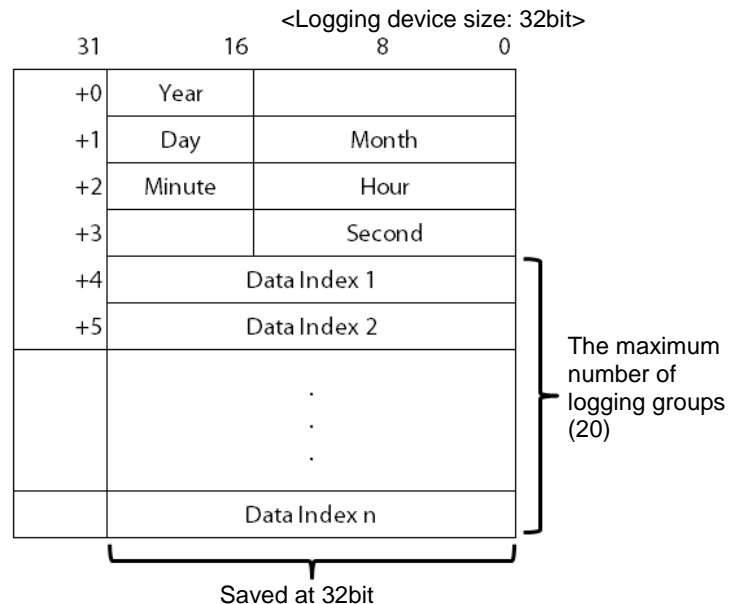 <Logging device size: 32bit>
31 16 8 0
+0 Year
+1 Day Month
+2 Minute Hour
+3 Second
+4 Data Index 1
+5 Data Index 2
The maximum
number of
logging groups
(20)
.
.
.
Data Index n
Saved at 32bit